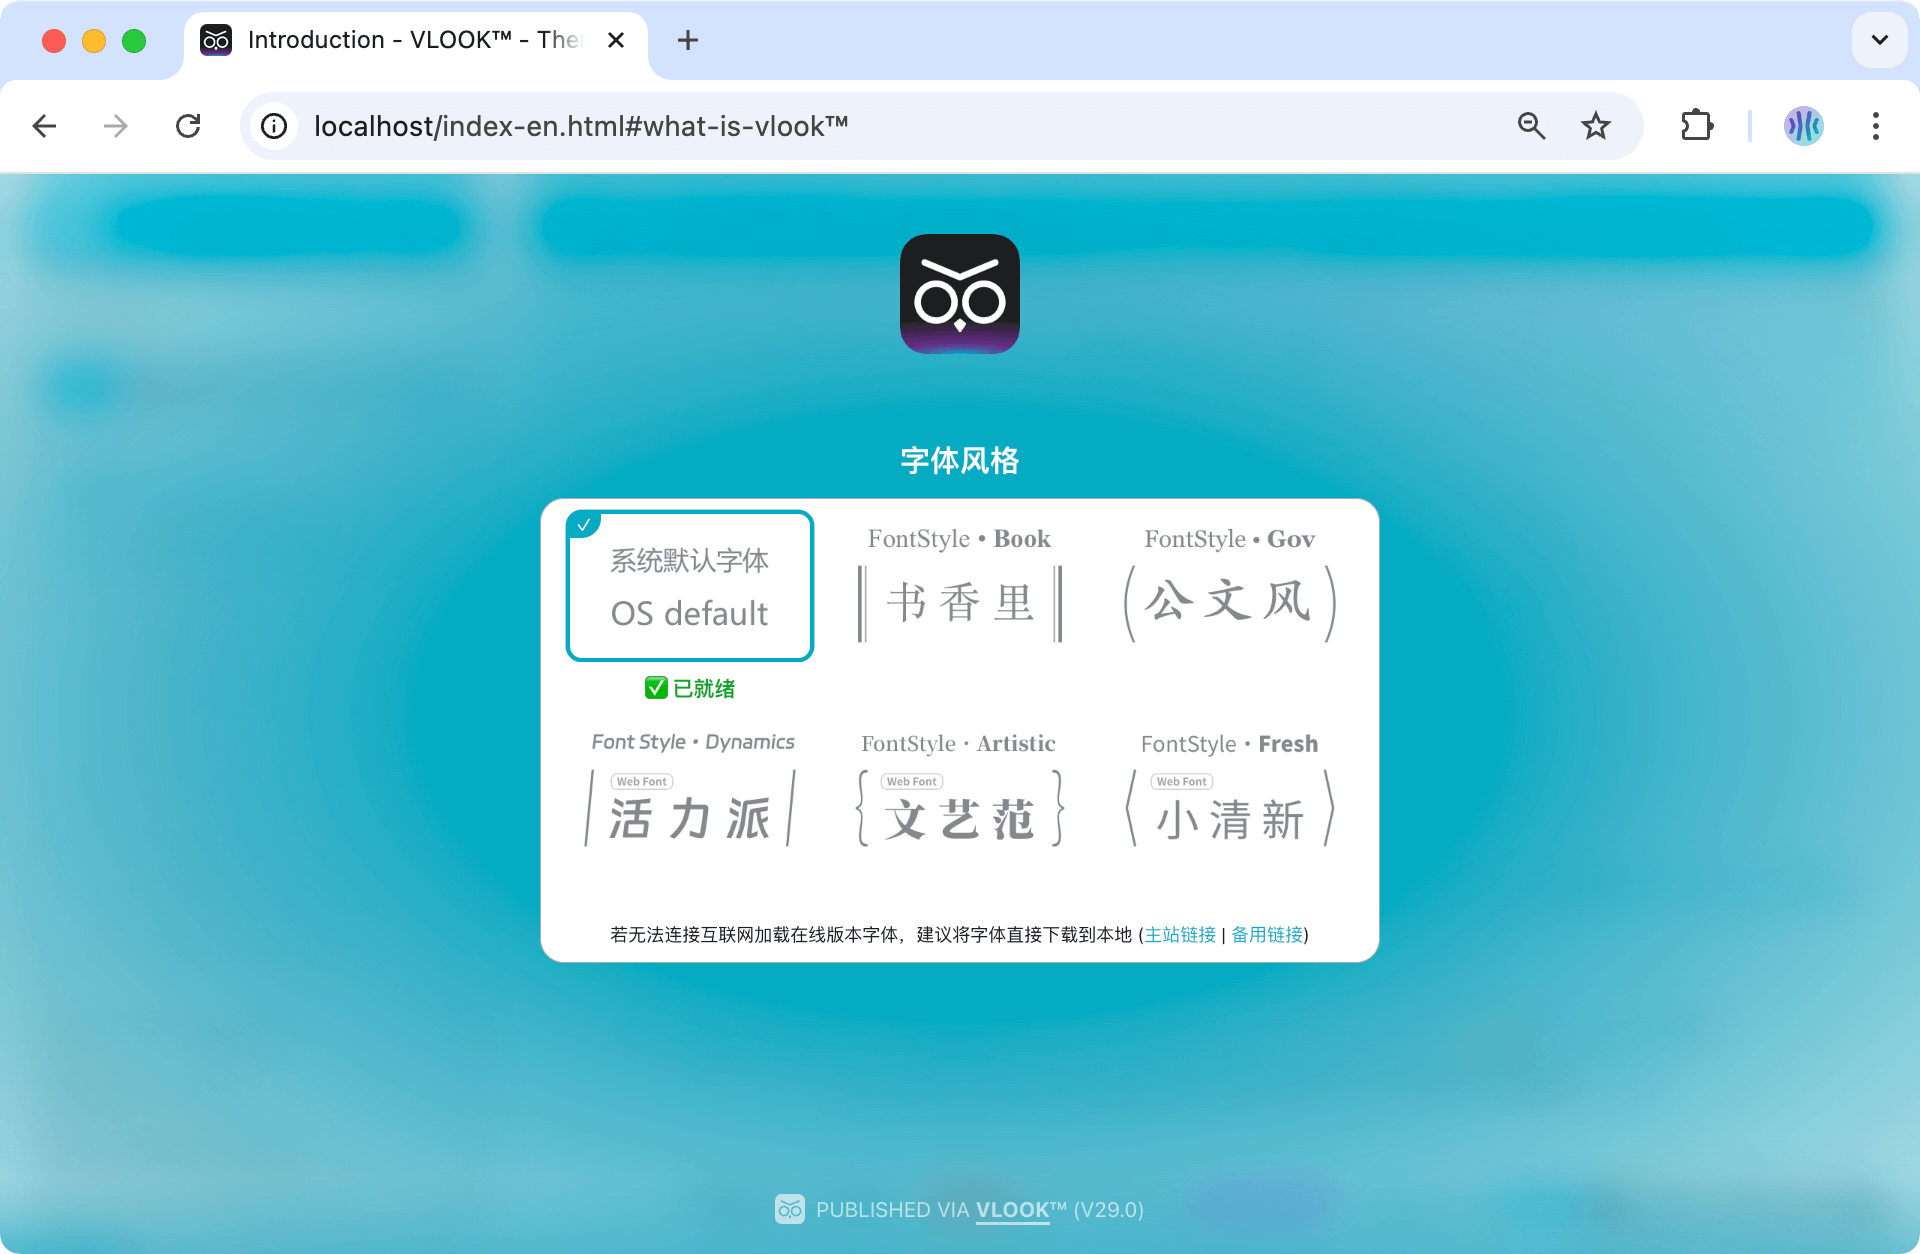 Introduction - VLOOK™ - The
localhost/index-en.html#what-is-vlook™
字体风格
系统默认字体
OS default
已就绪
FontStyle • Book
书香里
FontStyle • Gov
公文风
Font Style • Dynamics
Web Font
活力派
FontStyle · Artistic
Web Font
文艺范
FontStyle · Fresh
Web Font
小清新
若无法连接互联网加载在线版本字体，建议将字体直接下载到本地 (主站链接 | 备用链接)
PUBLISHED VIA VLOOK™ (V29.0)